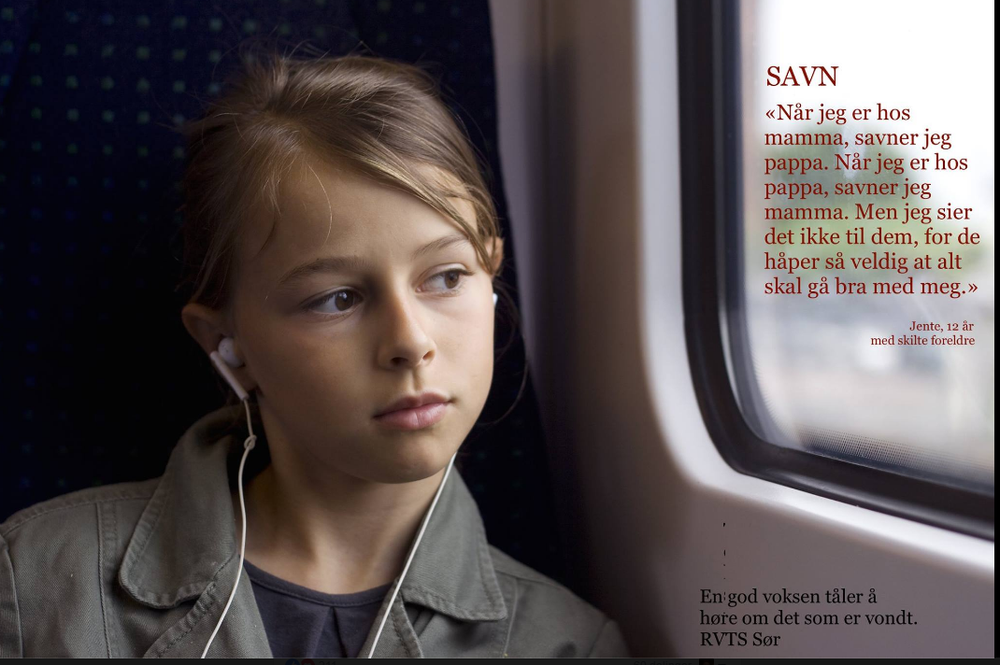 SAVN
«Når jeg er hos
mamma, savner jeg
pappa. Når jeg er hos
pappa, savner jeg
mamma. Men jeg sier
det ikke til dem, for de
håper så veldig at alt
skal gå bra med meg.»
Jente, 12 år
med skilte foreldre
En god voksen tåler å
høre om det som er vondt.
RVTS Sør